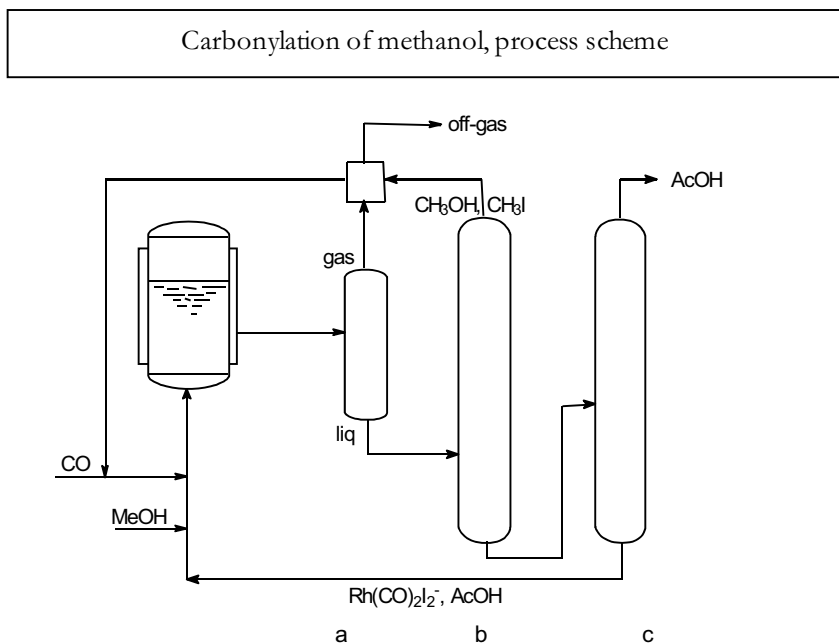 Carbonylation of methanol, process scheme
off-gas
AcOH
CH₃OH, CH₃I
gas
liq
CO
MeOH
Rh(CO)₂I₂⁻, AcOH
a b c